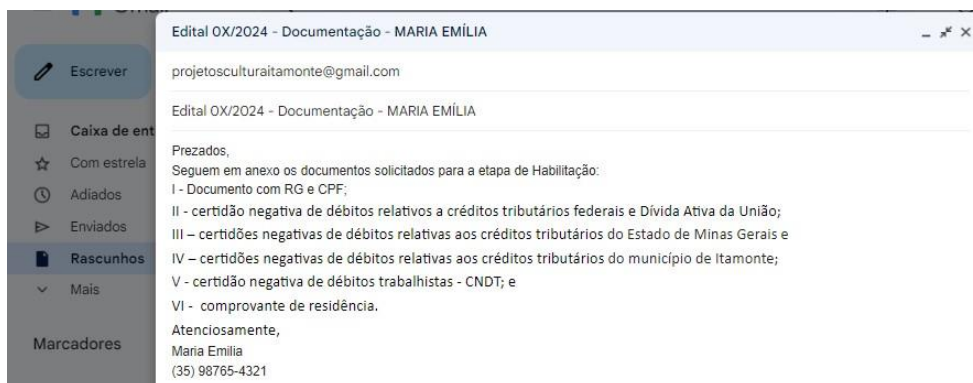 Edital 0X/2024 - Documentação - MARIA EMÍLIA
Escrever
projetosculturaitamonte@gmail.com
Edital 0X/2024 - Documentação - MARIA EMÍLIA
Caixa de ent
Com estrela
Adiados
Enviados
Rascunhos
Mais
Marcadores
Prezados,
Seguem em anexo os documentos solicitados para a etapa de Habilitação:
I - Documento com RG e CPF;
II - certidão negativa de débitos relativos a créditos tributários federais e Dívida Ativa da União;
III – certidões negativas de débitos relativas aos créditos tributários do Estado de Minas Gerais e
IV – certidões negativas de débitos relativas aos créditos tributários do município de Itamonte;
V - certidão negativa de débitos trabalhistas - CNDT; e
VI - comprovante de residência.
Atenciosamente,
Maria Emilia
(35) 98765-4321